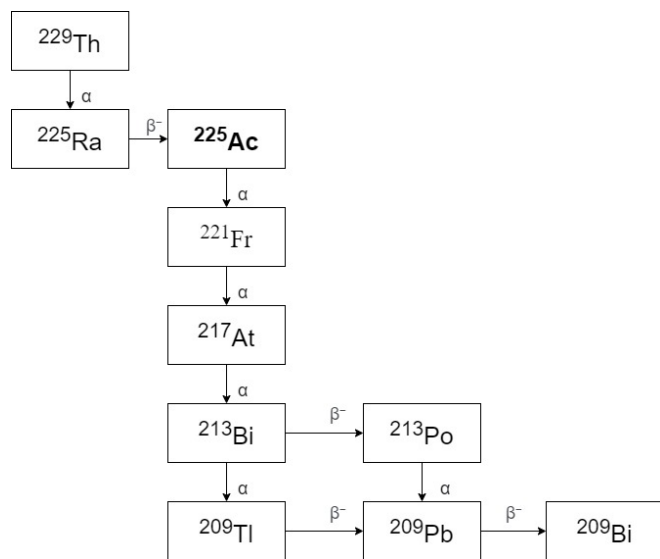 ²²⁹Th
α
²²⁵Ra
β⁻
²²⁵Ac
α
²²¹Fr
α
²¹⁷At
α
²¹³Bi
β⁻
²¹³Po
α
α
²⁰⁹Tl
β⁻
²⁰⁹Pb
β⁻
²⁰⁹Bi